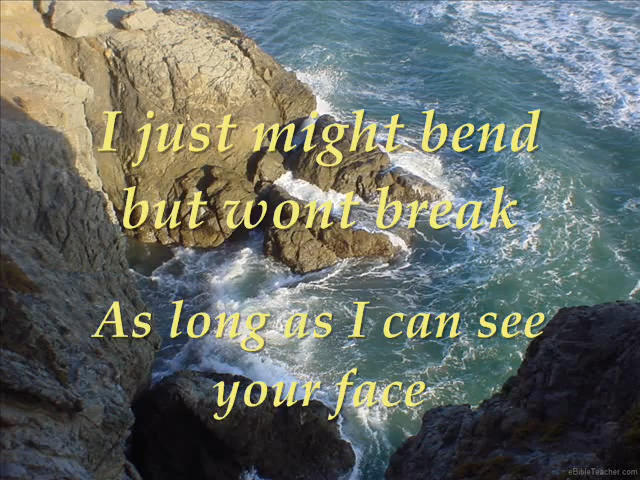 I just might bend
but wont break
As long as I can see
your face
eBibleTeacher.com